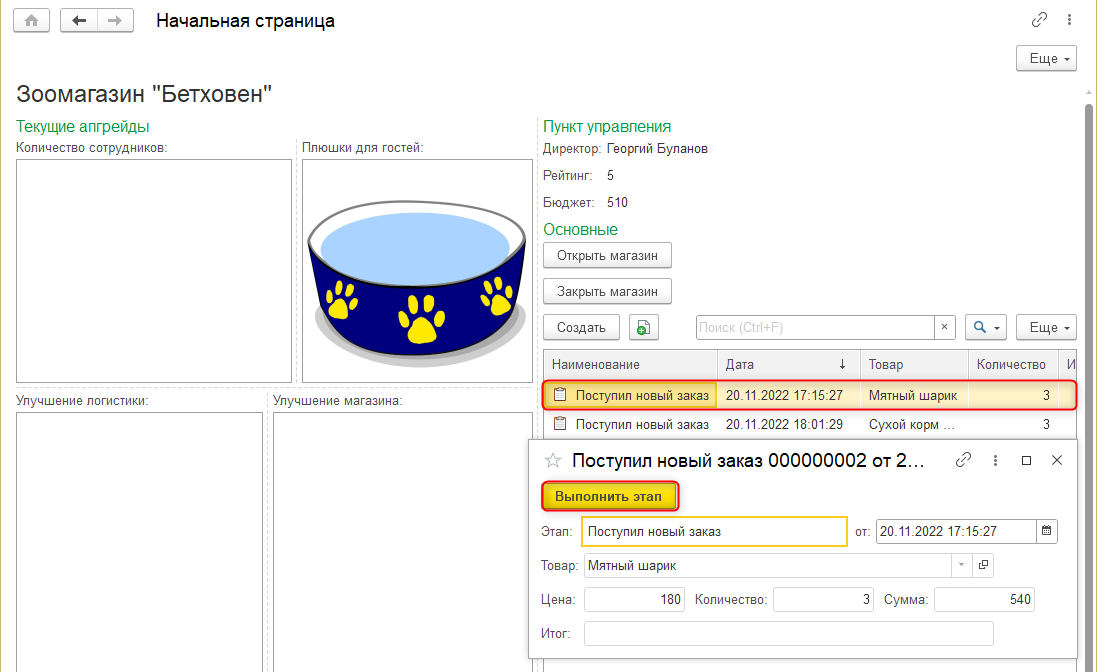 Начальная страница
Еще
Зоомагазин "Бетховен"
Текущие апгрейды
Количество сотрудников:
Плюшки для гостей:
Улучшение логистики:
Улучшение магазина:
Пункт управления
Директор: Георгий Буланов
Рейтинг: 5
Бюджет: 510
Основные
Открыть магазин
Закрыть магазин
Создать Поиск (Ctrl+F) × Еще
Наименование Дата ↓ Товар Количество И
Поступил новый заказ 20.11.2022 17:15:27 Мятный шарик 3
Поступил новый заказ 20.11.2022 18:01:29 Сухой корм ... 3
Поступил новый заказ 000000002 от 2...
Выполнить этап
Этап: Поступил новый заказ от: 20.11.2022 17:15:27
Товар: Мятный шарик
Цена: 180 Количество: 3 Сумма: 540
Итог: